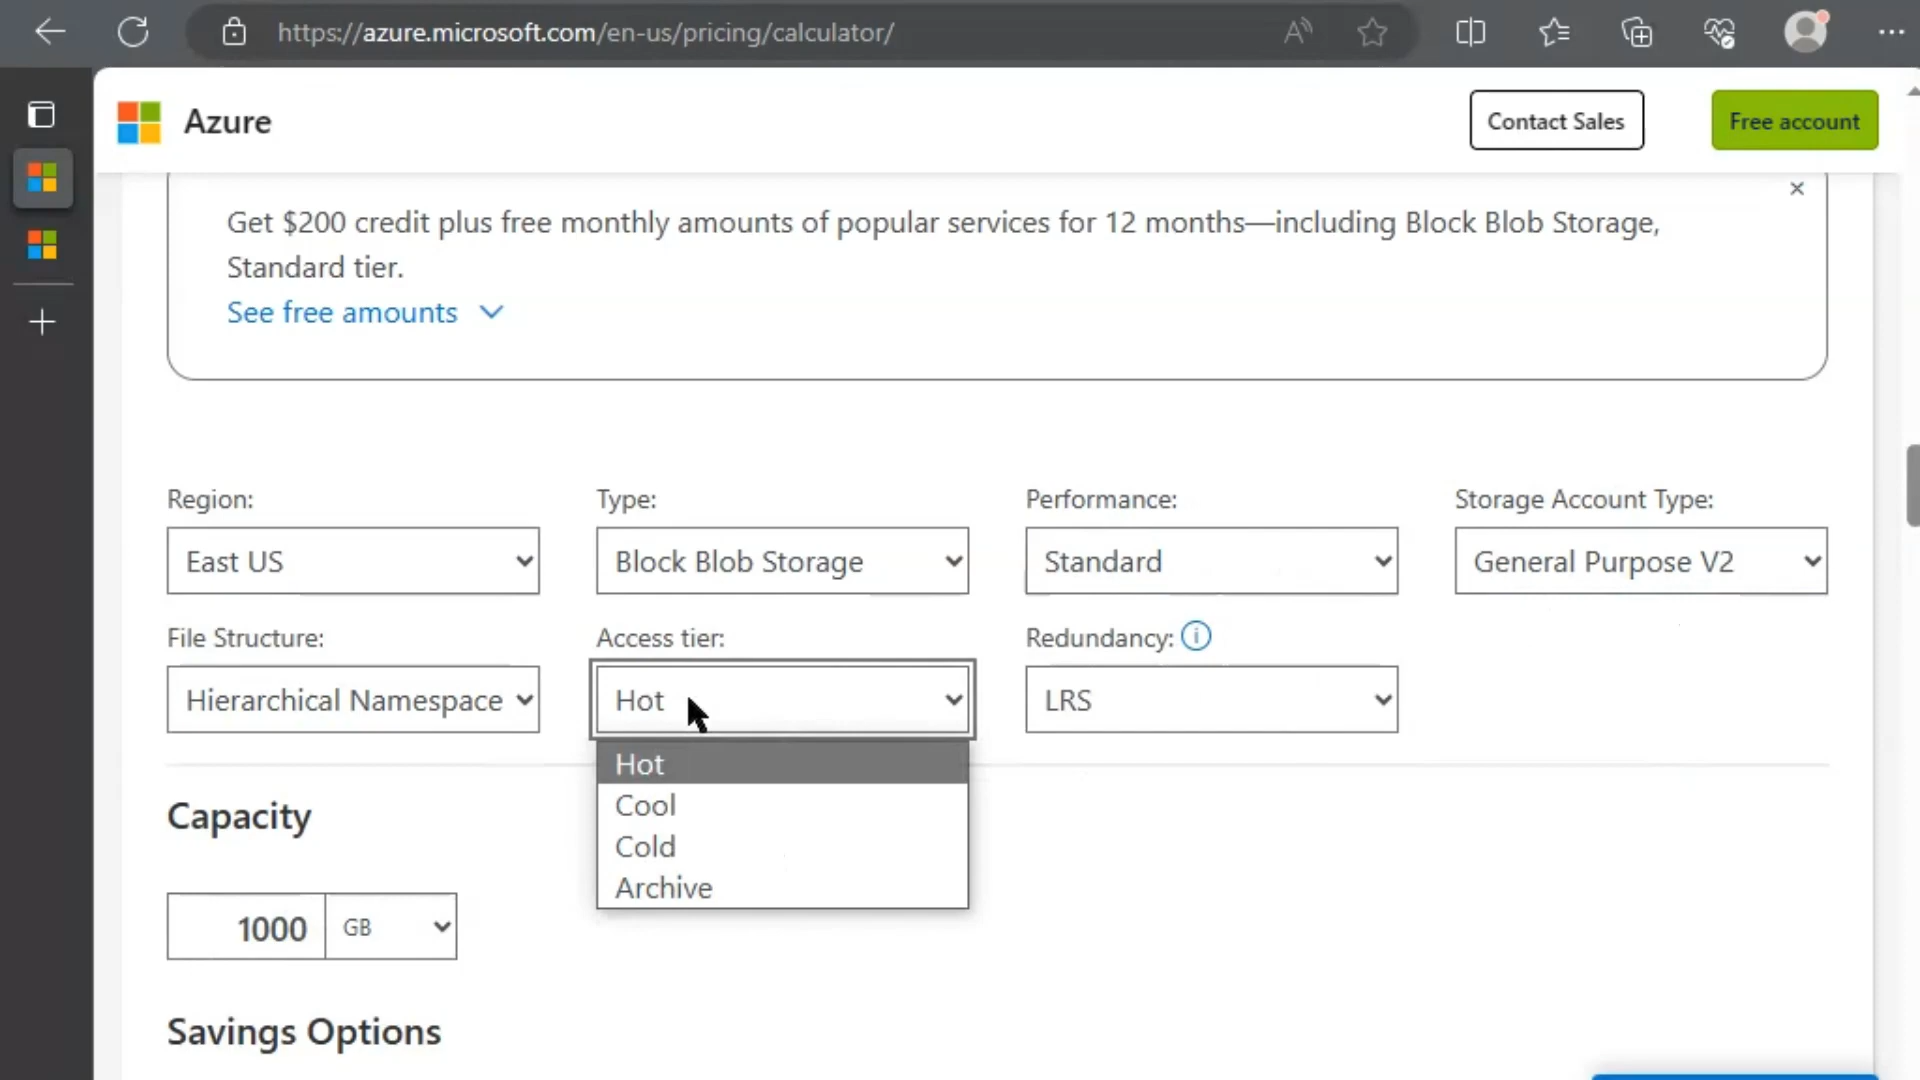 https://azure.microsoft.com/en-us/pricing/calculator/
Azure
Contact Sales
Free account
Get $200 credit plus free monthly amounts of popular services for 12 months—including Block Blob Storage,
Standard tier.
See free amounts
Region:
Type:
Performance:
Storage Account Type:
East US
Block Blob Storage
Standard
General Purpose V2
File Structure:
Access tier:
Redundancy:
Hierarchical Namespace
Hot
LRS
Hot
Cool
Cold
Archive
Capacity
1000
GB
Savings Options